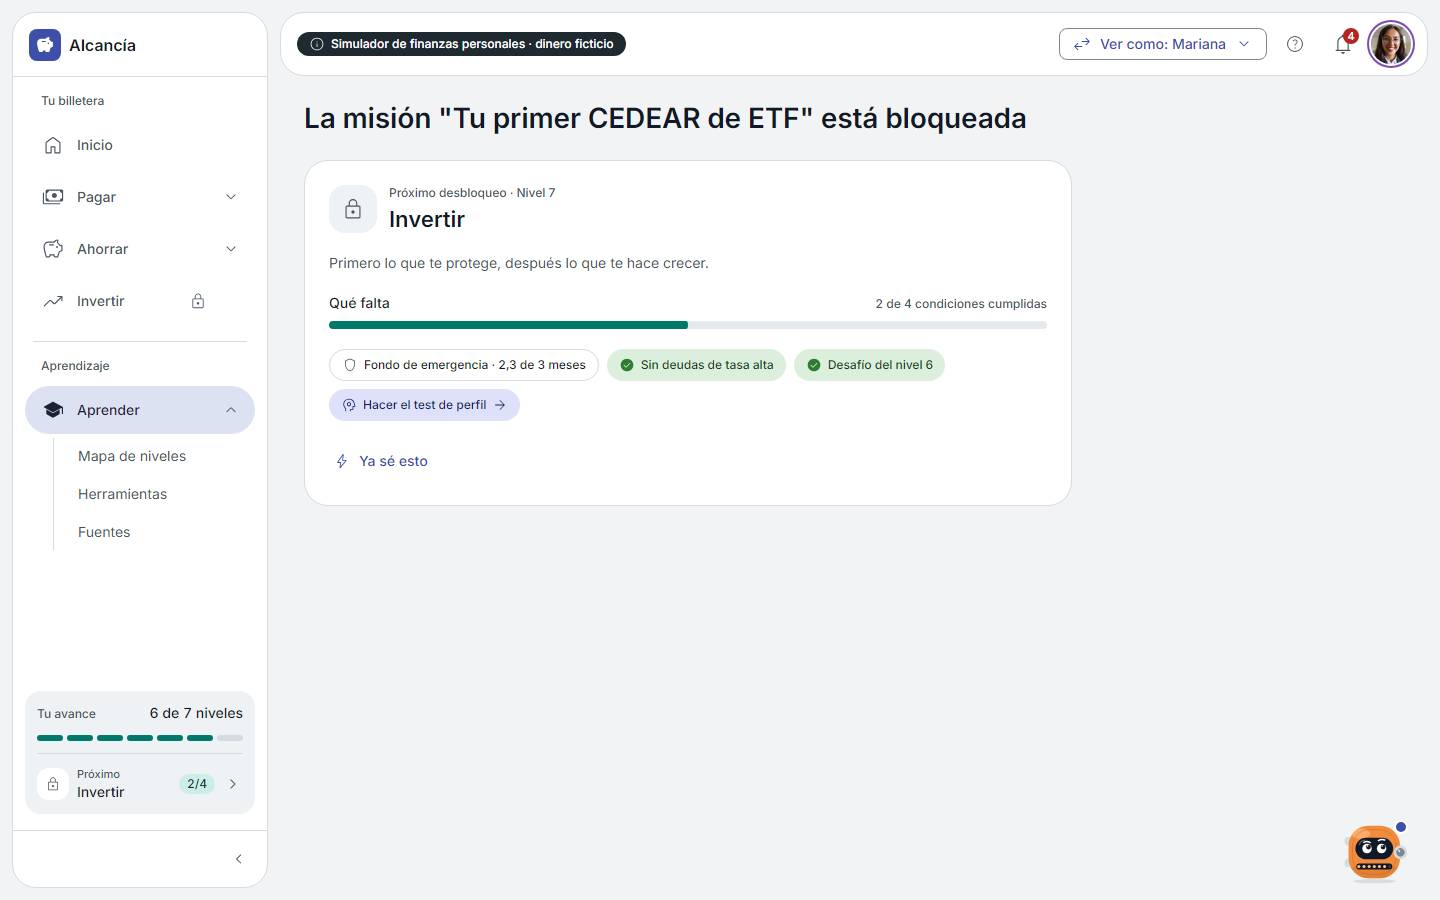 Alcancía
Simulador de finanzas personales · dinero ficticio
Ver como: Mariana
4
Tu billetera
Inicio
Pagar
Ahorrar
Invertir
Aprendizaje
Aprender
Mapa de niveles
Herramientas
Fuentes
Tu avance
6 de 7 niveles
Próximo
Invertir
2/4
La misión "Tu primer CEDEAR de ETF" está bloqueada
Próximo desbloqueo · Nivel 7
Invertir
Primero lo que te protege, después lo que te hace crecer.
Qué falta
2 de 4 condiciones cumplidas
Fondo de emergencia · 2,3 de 3 meses
Sin deudas de tasa alta
Desafío del nivel 6
Hacer el test de perfil
Ya sé esto